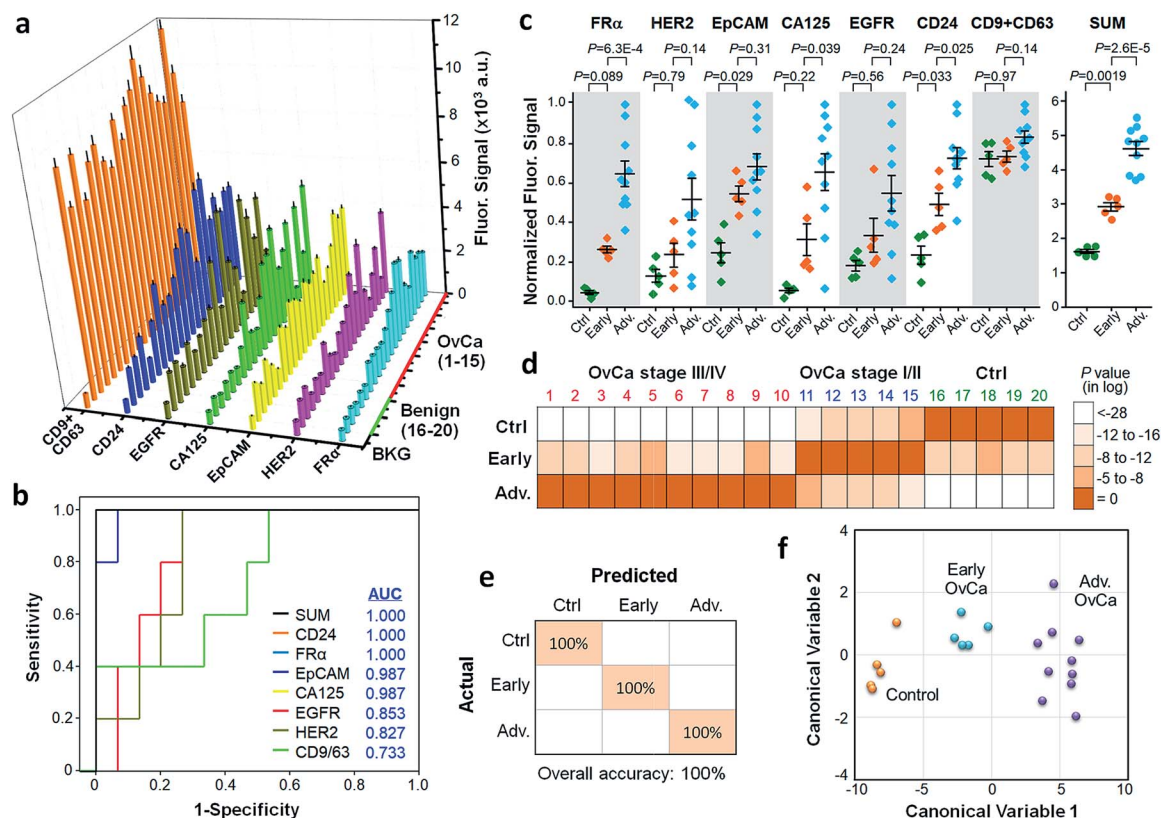 a
Fluor. Signal (x10³ a.u.)
12
10
8
6
4
2
0
OvCa
(1-15)
Benign
(16-20)
BKG
CD9+
CD63
CD24
EGFR
CA125
EpCAM
HER2
FRα
b
Sensitivity
1.0
0.8
0.6
0.4
0.2
0
0 0.2 0.4 0.6 0.8 1.0
1-Specificity
AUC
SUM 1.000
CD24 1.000
FRα 1.000
EpCAM 0.987
CA125 0.987
EGFR 0.853
HER2 0.827
CD9/63 0.733
c
FRα HER2 EpCAM CA125 EGFR CD24 CD9+CD63 SUM
P=6.3E-4 P=0.14 P=0.31 P=0.039 P=0.24 P=0.025 P=0.14 P=2.6E-5
P=0.089 P=0.79 P=0.029 P=0.22 P=0.56 P=0.033 P=0.97 P=0.0019
Normalized Fluor. Signal
1.0
0.8
0.6
0.4
0.2
0.0
6
5
4
3
2
1
0
Ctrl Early Adv. Ctrl Early Adv. Ctrl Early Adv. Ctrl Early Adv. Ctrl Early Adv. Ctrl Early Adv. Ctrl Early Adv. Ctrl Early Adv.
d
OvCa stage III/IV OvCa stage I/II Ctrl
1 2 3 4 5 6 7 8 9 10 11 12 13 14 15 16 17 18 19 20
Ctrl
Early
Adv.
P value
(in log)
<-28
-12 to -16
-8 to -12
-5 to -8
= 0
e
Predicted
Ctrl Early Adv.
Actual
Ctrl 100%
Early 100%
Adv. 100%
Overall accuracy: 100%
f
Canonical Variable 2
4
2
0
-2
-4
Early
OvCa
Adv.
OvCa
Control
-10 -5 0 5 10
Canonical Variable 1